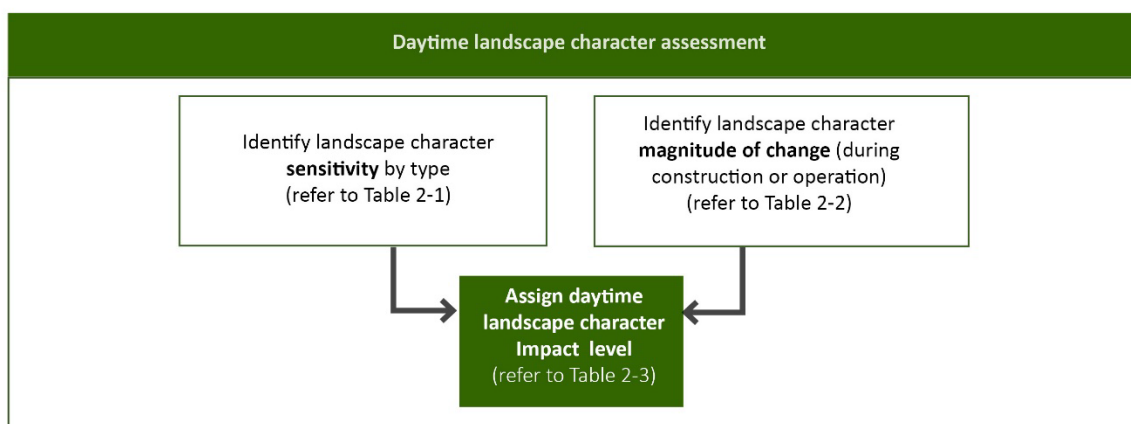 Daytime landscape character assessment
Identify landscape character
sensitivity by type
(refer to Table 2-1)
Identify landscape character
magnitude of change (during
construction or operation)
(refer to Table 2-2)
Assign daytime
landscape character
Impact level
(refer to Table 2-3)